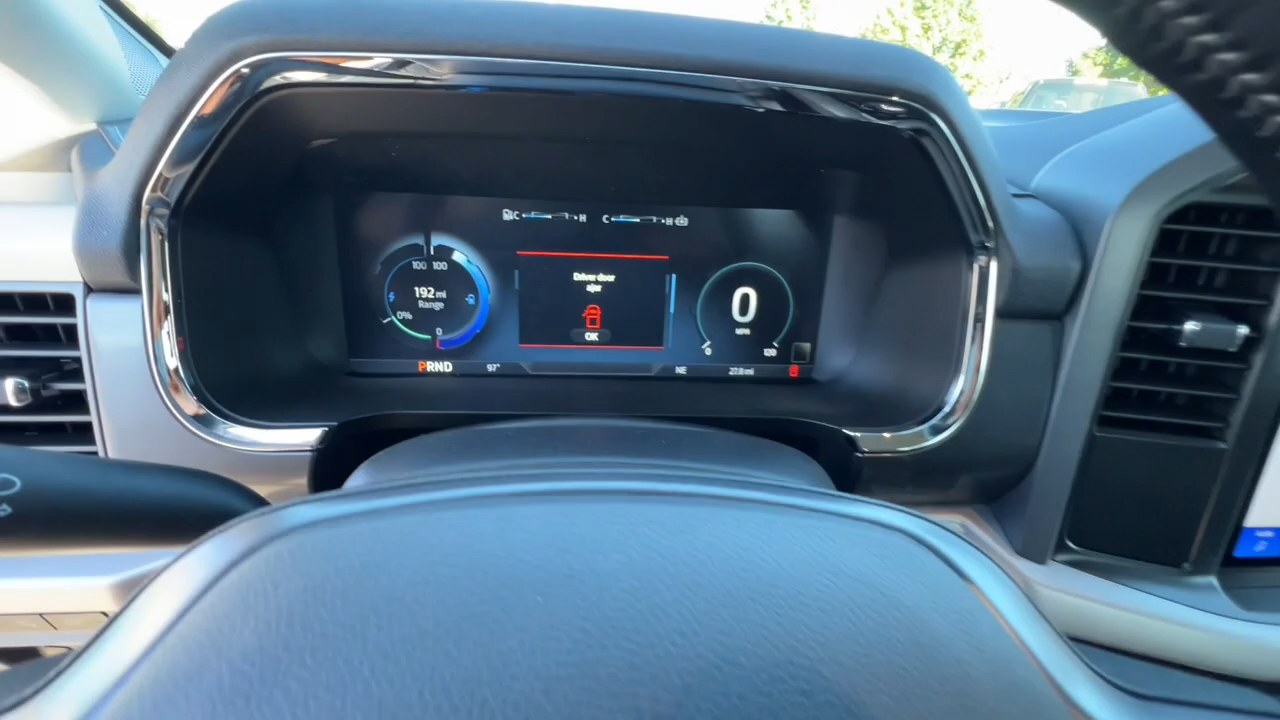 C H C H
100 100
192 mi
Range
0%
0
Driver door
ajar
OK
0
MPH
0 120
PRND 97° NE 27.8 mi